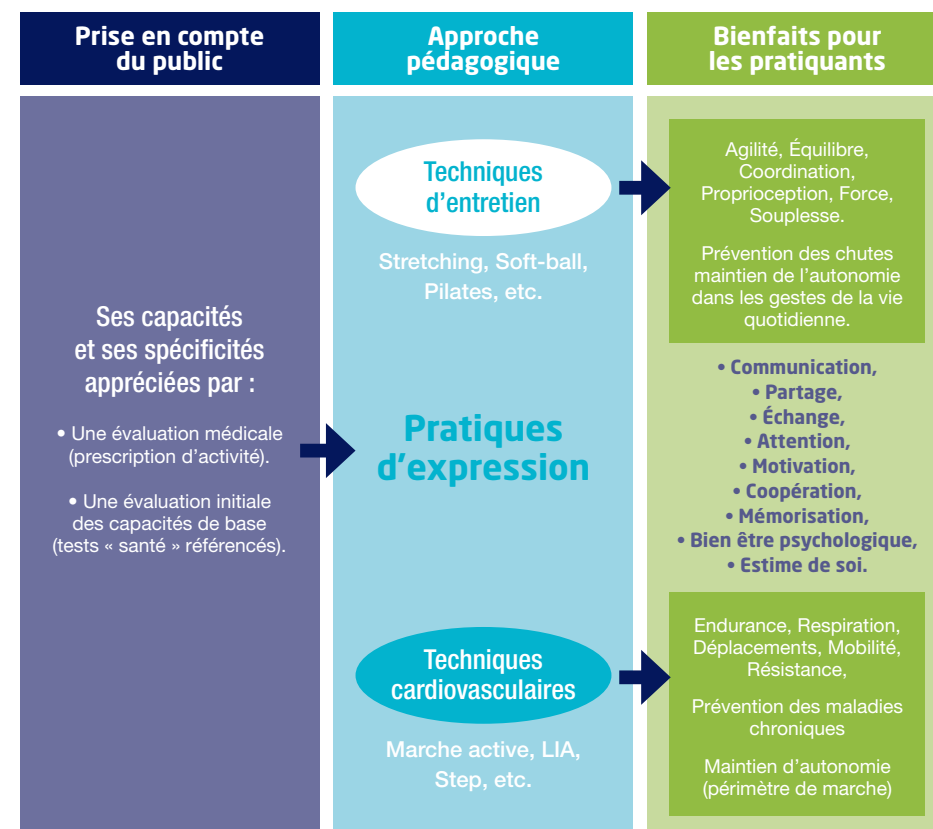 Prise en compte
du public
Approche
pédagogique
Bienfaits pour
les pratiquants
Ses capacités
et ses spécificités
appréciées par :
• Une évaluation médicale
(prescription d'activité).
• Une évaluation initiale
des capacités de base
(tests « santé » référencés).
Techniques
d'entretien
Stretching, Soft-ball,
Pilates, etc.
Pratiques
d'expression
Techniques
cardiovasculaires
Marche active, LIA,
Step, etc.
Agilité, Équilibre,
Coordination,
Proprioception, Force,
Souplesse.
Prévention des chutes
maintien de l'autonomie
dans les gestes de la vie
quotidienne.
• Communication,
• Partage,
• Échange,
• Attention,
• Motivation,
• Coopération,
• Mémorisation,
• Bien être psychologique,
• Estime de soi.
Endurance, Respiration,
Déplacements, Mobilité,
Résistance,
Prévention des maladies
chroniques
Maintien d'autonomie
(périmètre de marche)